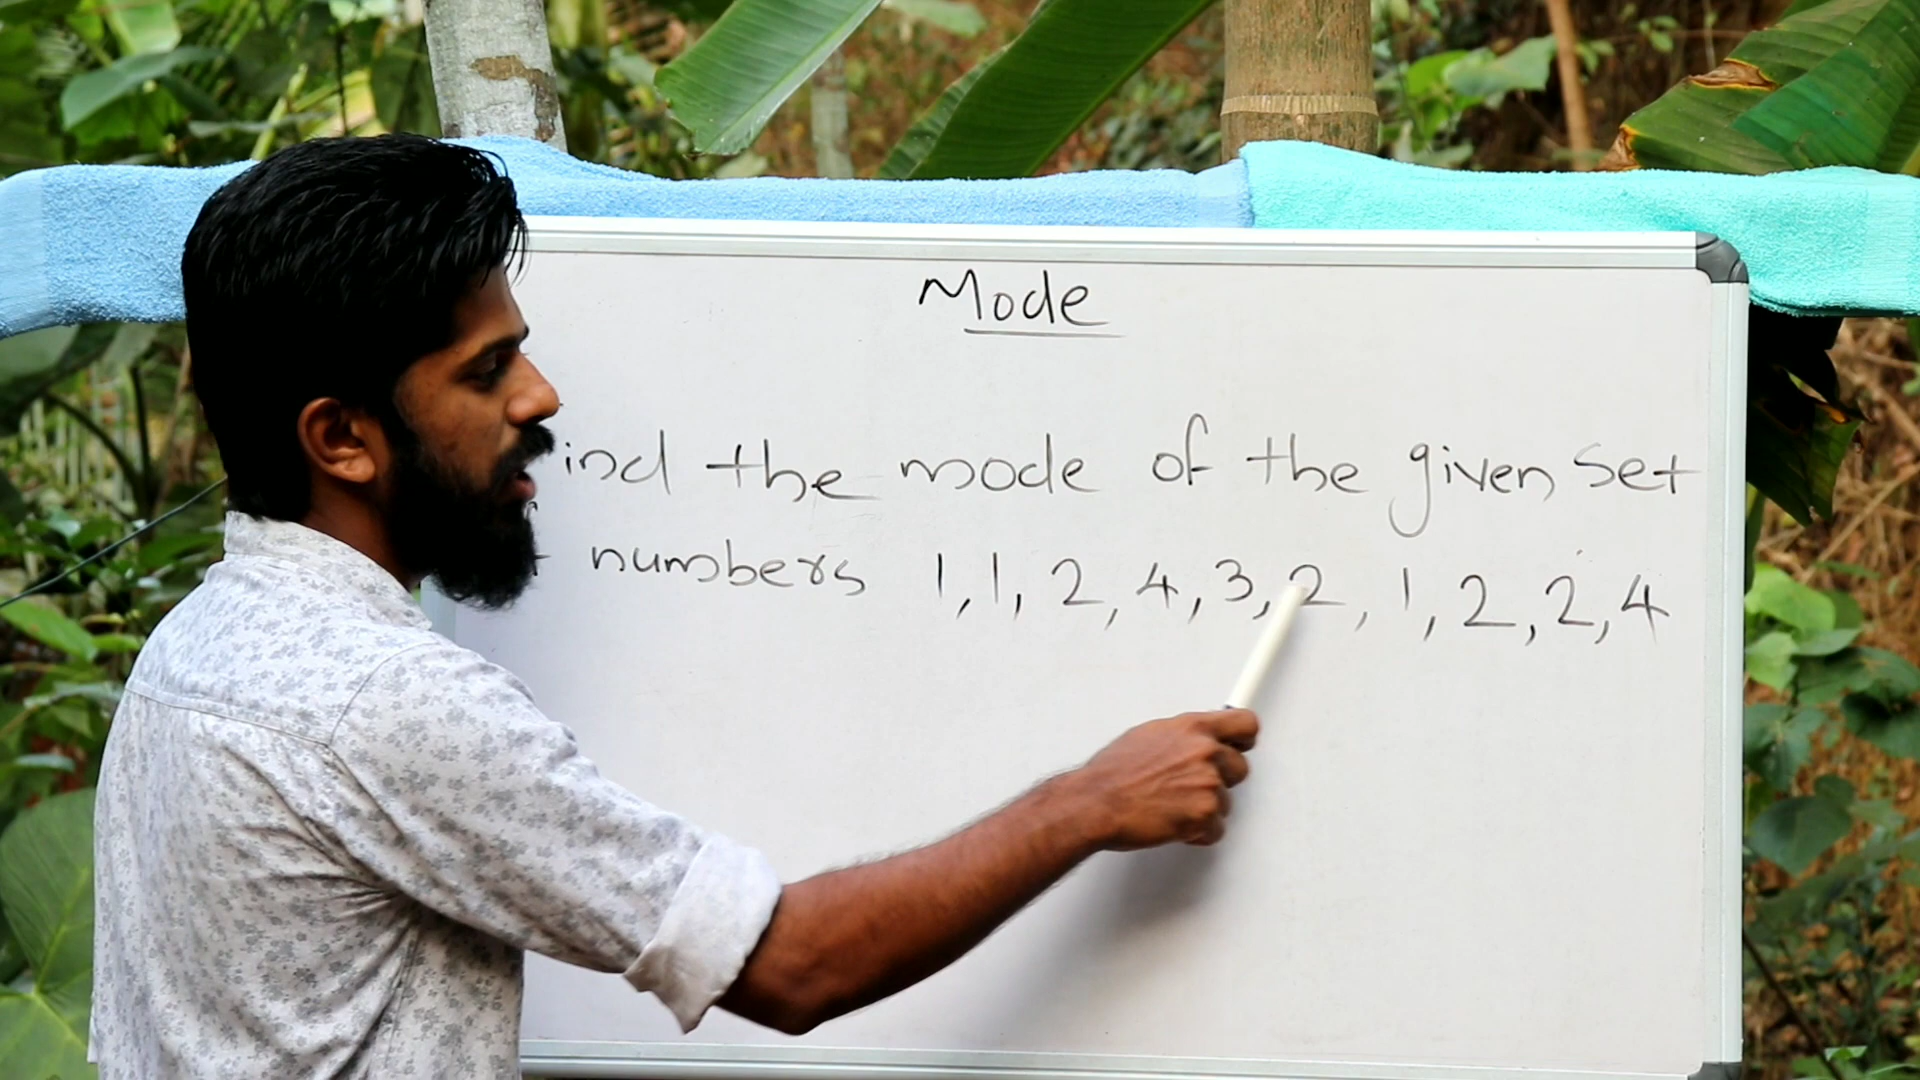 Mode
ind the mode of the given set
numbers 1, 1, 2, 4, 3, 2, 1, 2, 2, 4